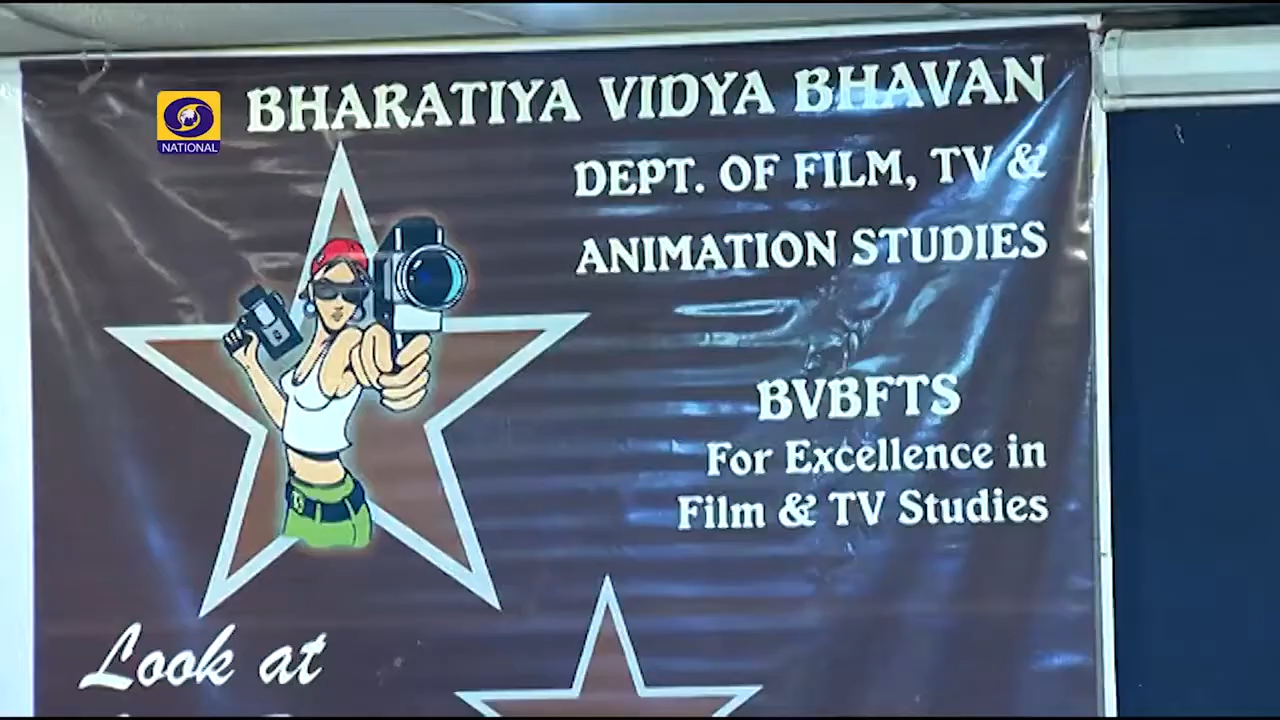 BHARATIYA VIDYA BHAVAN
NATIONAL
DEPT. OF FILM, TV &
ANIMATION STUDIES
BVBFTS
For Excellence in
Film & TV Studies
Look at